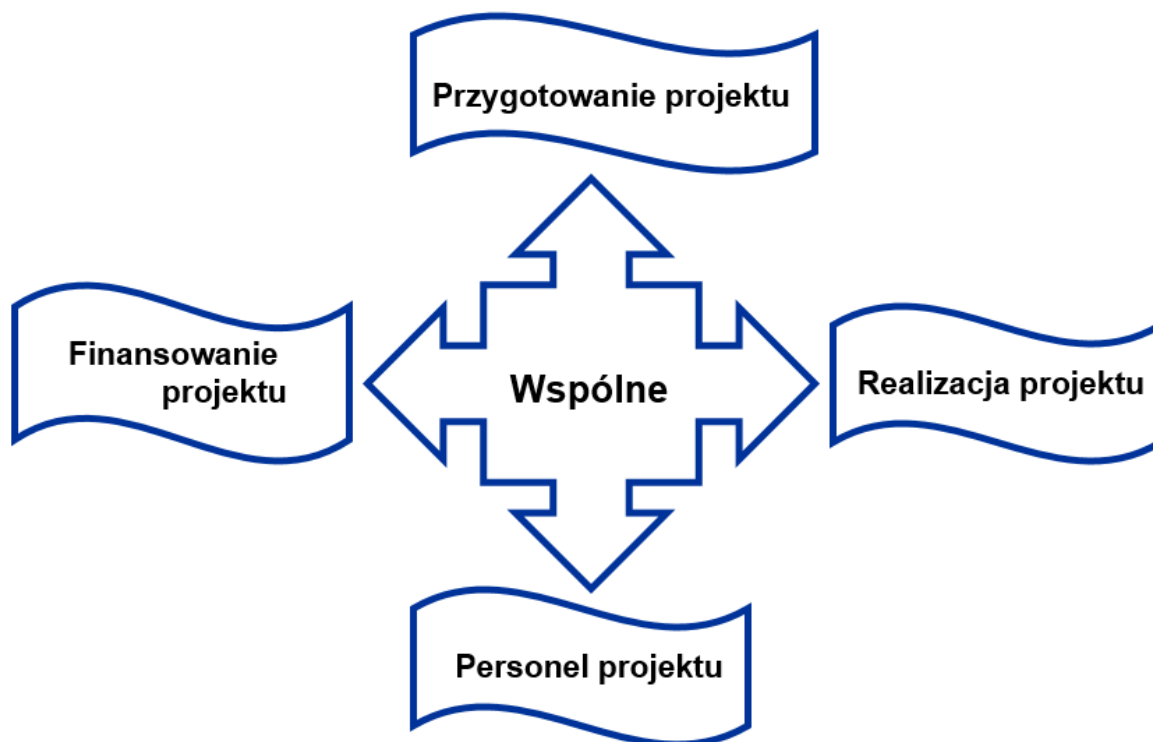 Przygotowanie projektu
Finansowanie
projektu
Wspólne
Realizacja projektu
Personel projektu